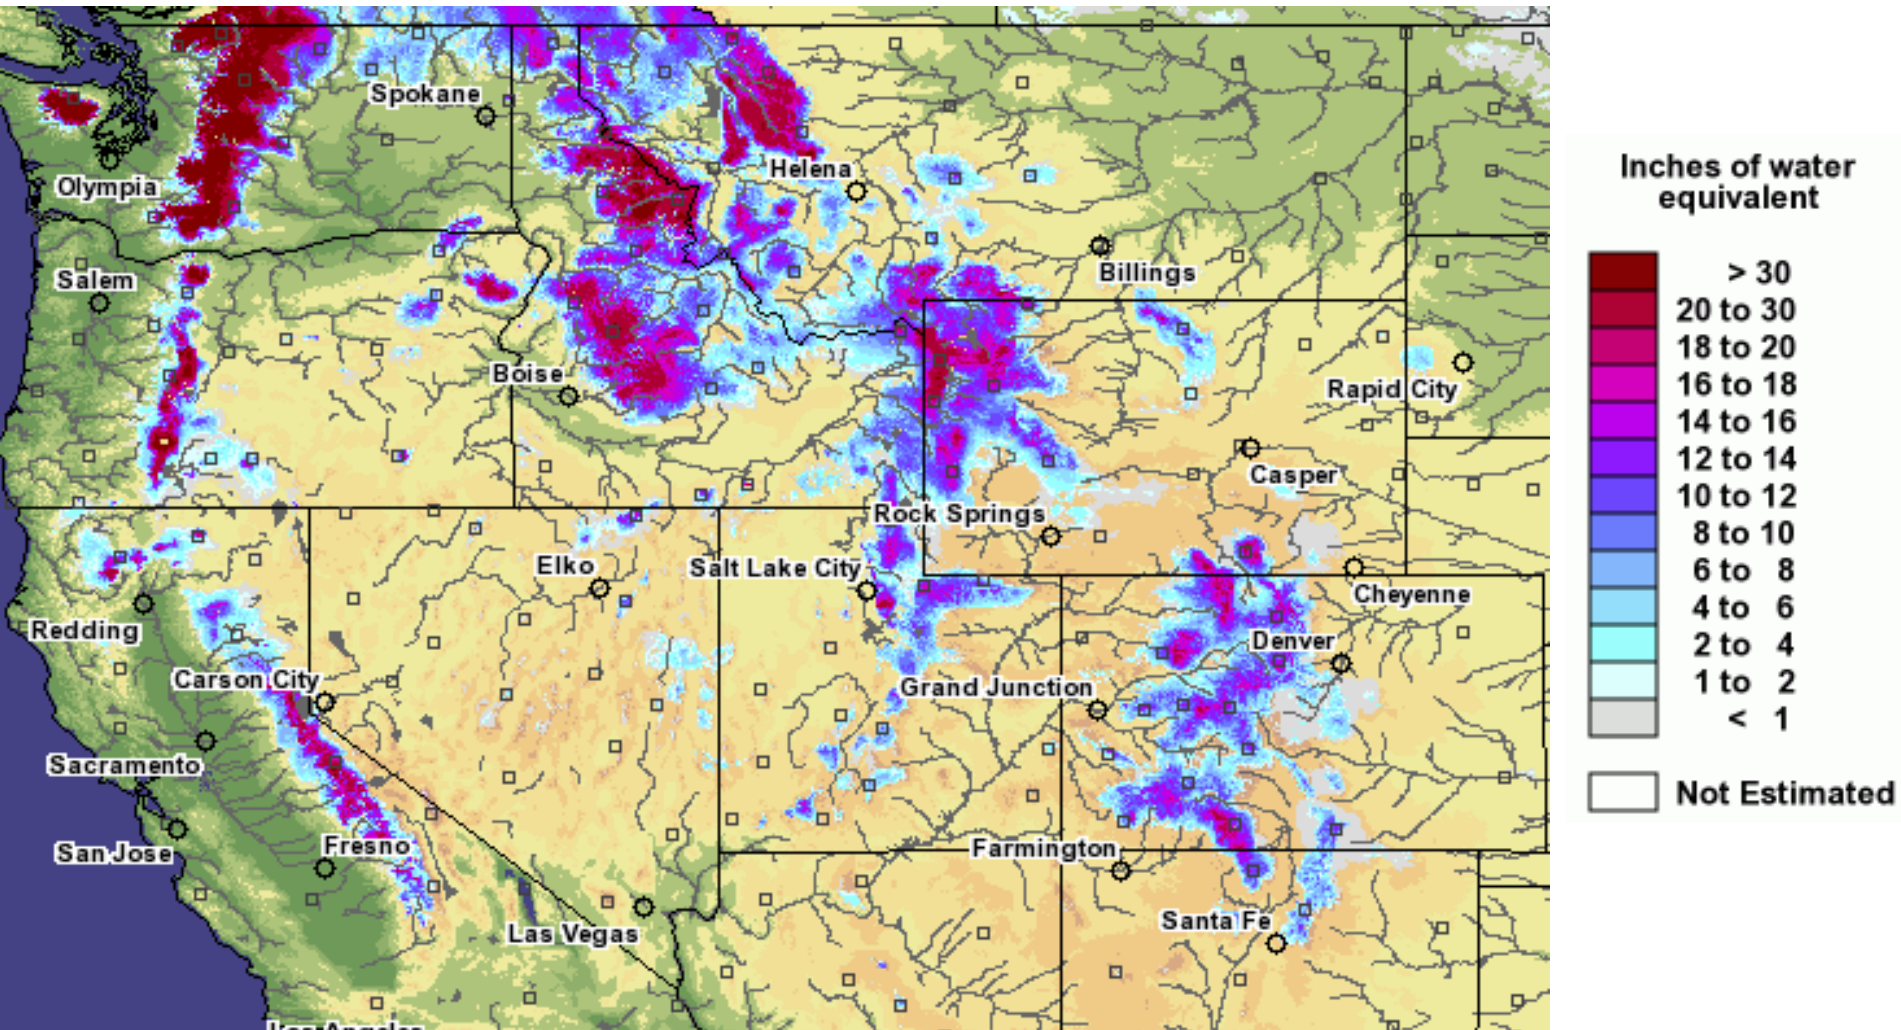 Spokane
Helena
Olympia
Billings
Salem
Boise
Rapid City
Casper
Rock Springs
Elko
Salt Lake City
Cheyenne
Redding
Denver
Carson City
Grand Junction
Sacramento
San Jose
Fresno
Farmington
Las Vegas
Santa Fe
Los Angeles
Inches of water
equivalent
> 30
20 to 30
18 to 20
16 to 18
14 to 16
12 to 14
10 to 12
8 to 10
6 to 8
4 to 6
2 to 4
1 to 2
< 1
Not Estimated